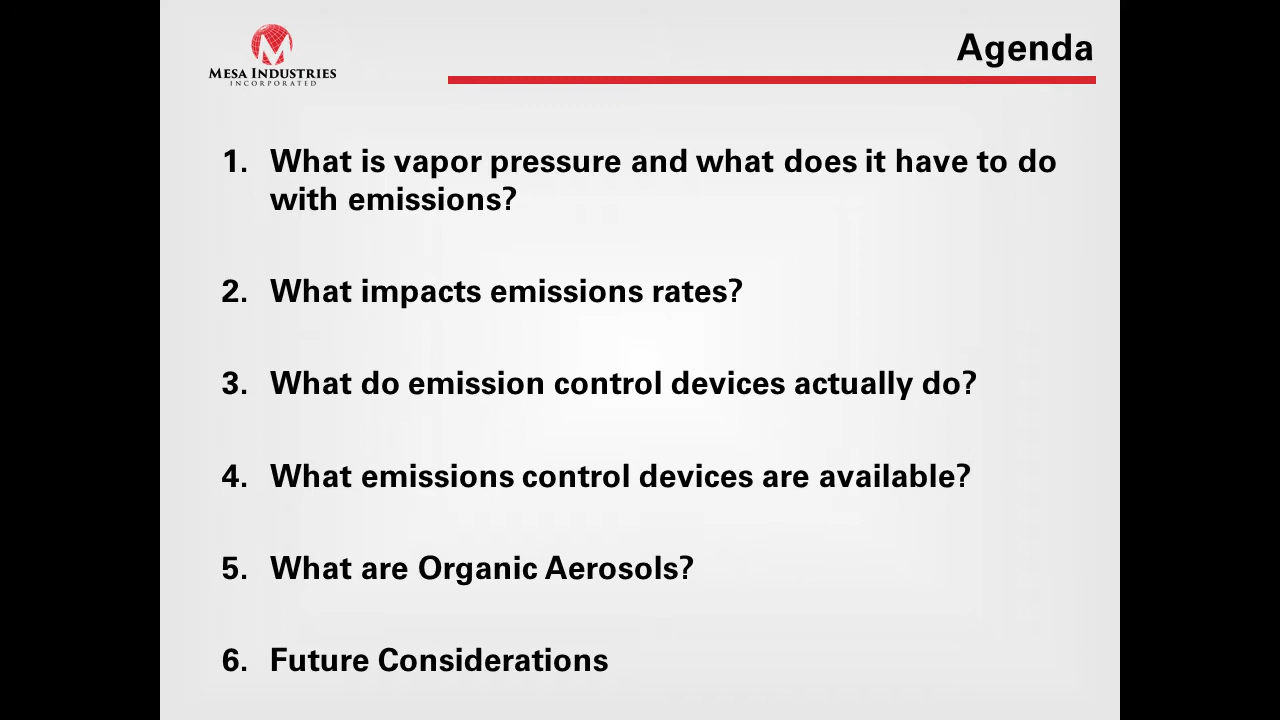 MESA INDUSTRIES
INCORPORATED
Agenda
1. What is vapor pressure and what does it have to do
with emissions?
2. What impacts emissions rates?
3. What do emission control devices actually do?
4. What emissions control devices are available?
5. What are Organic Aerosols?
6. Future Considerations